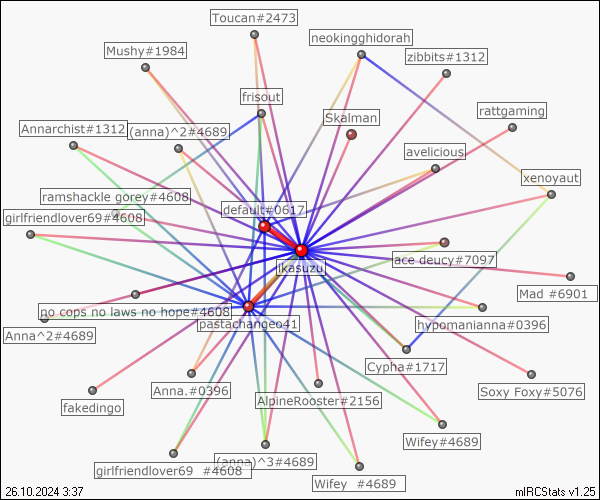 Toucan#2473
neokingghidorah
Mushy#1984
zibbits#1312
frisout
rattgaming
Skalman
Annarchist#1312
(anna)^2#4689
avelicious
xenoyaut
ramshackle gorey#4608
default#0617
girlfriendlover69#4608
ace deucy#7097
ikasuzu
Mad #6901
no cops no laws no hope#4608
pastachangeo41
hypomanianna#0396
Anna^2#4689
Cypha#1717
Anna.#0396
Soxy Foxy#5076
AlpineRooster#2156
fakedingo
Wifey#4689
(anna)^3#4689
girlfriendlover69 #4608
Wifey #4689
26.10.2024 3:37
mIRCStats v1.25